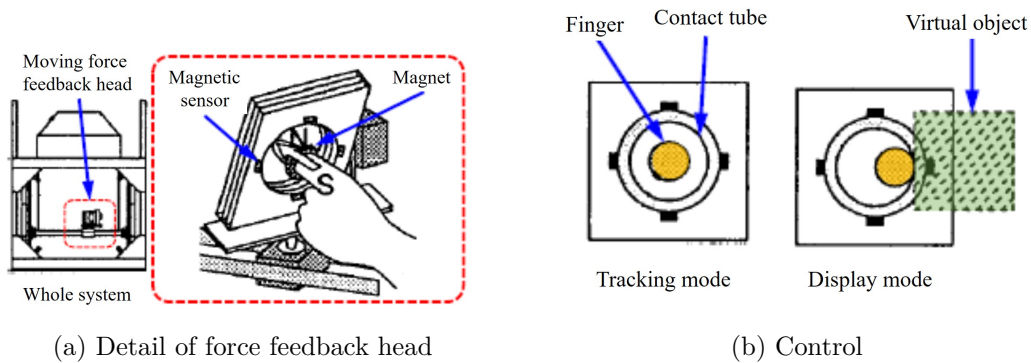 Moving force
feedback head
Magnetic
sensor
Magnet
N
S
Whole system
(a) Detail of force feedback head
Finger
Contact tube
Virtual object
Tracking mode
Display mode
(b) Control